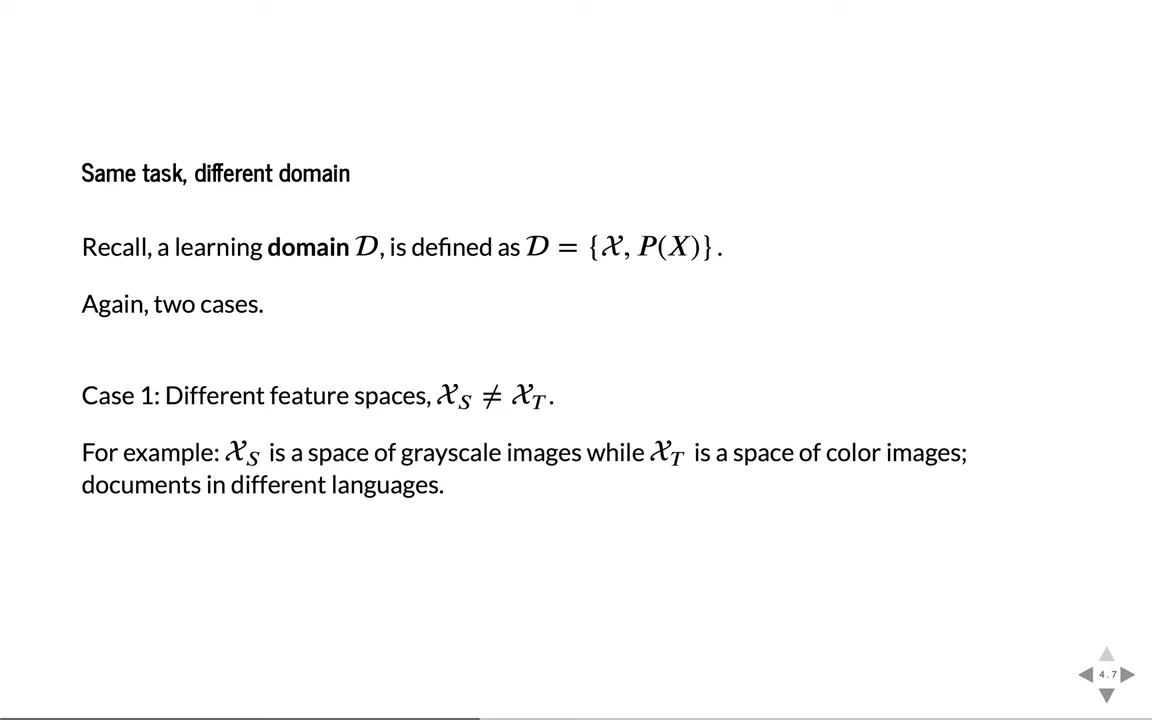 Same task, different domain
Recall, a learning domain 𝒟, is defined as 𝒟 = {𝒳, P(X)}.
Again, two cases.
Case 1: Different feature spaces, 𝒳_S ≠ 𝒳_T.
For example: 𝒳_S is a space of grayscale images while 𝒳_T is a space of color images;
documents in different languages.
4.7